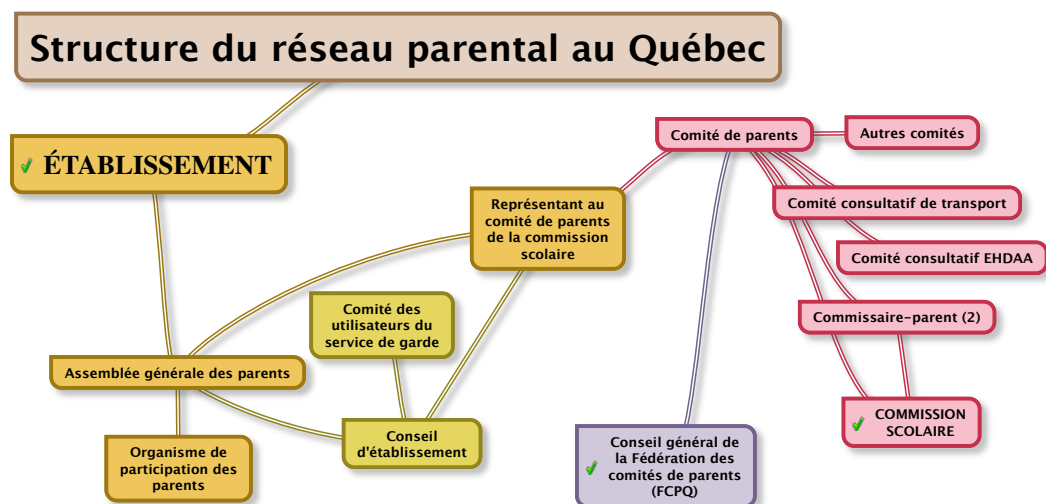 Structure du réseau parental au Québec
ÉTABLISSEMENT
Comité de parents
Autres comités
Représentant au
comité de parents
de la commission
scolaire
Comité consultatif de transport
Comité consultatif EHDAA
Comité des
utilisateurs du
service de garde
Commissaire-parent (2)
Assemblée générale des parents
COMMISSION
SCOLAIRE
Conseil
d'établissement
Organisme de
participation des
parents
Conseil général de
la Fédération des
comités de parents
(FCPQ)